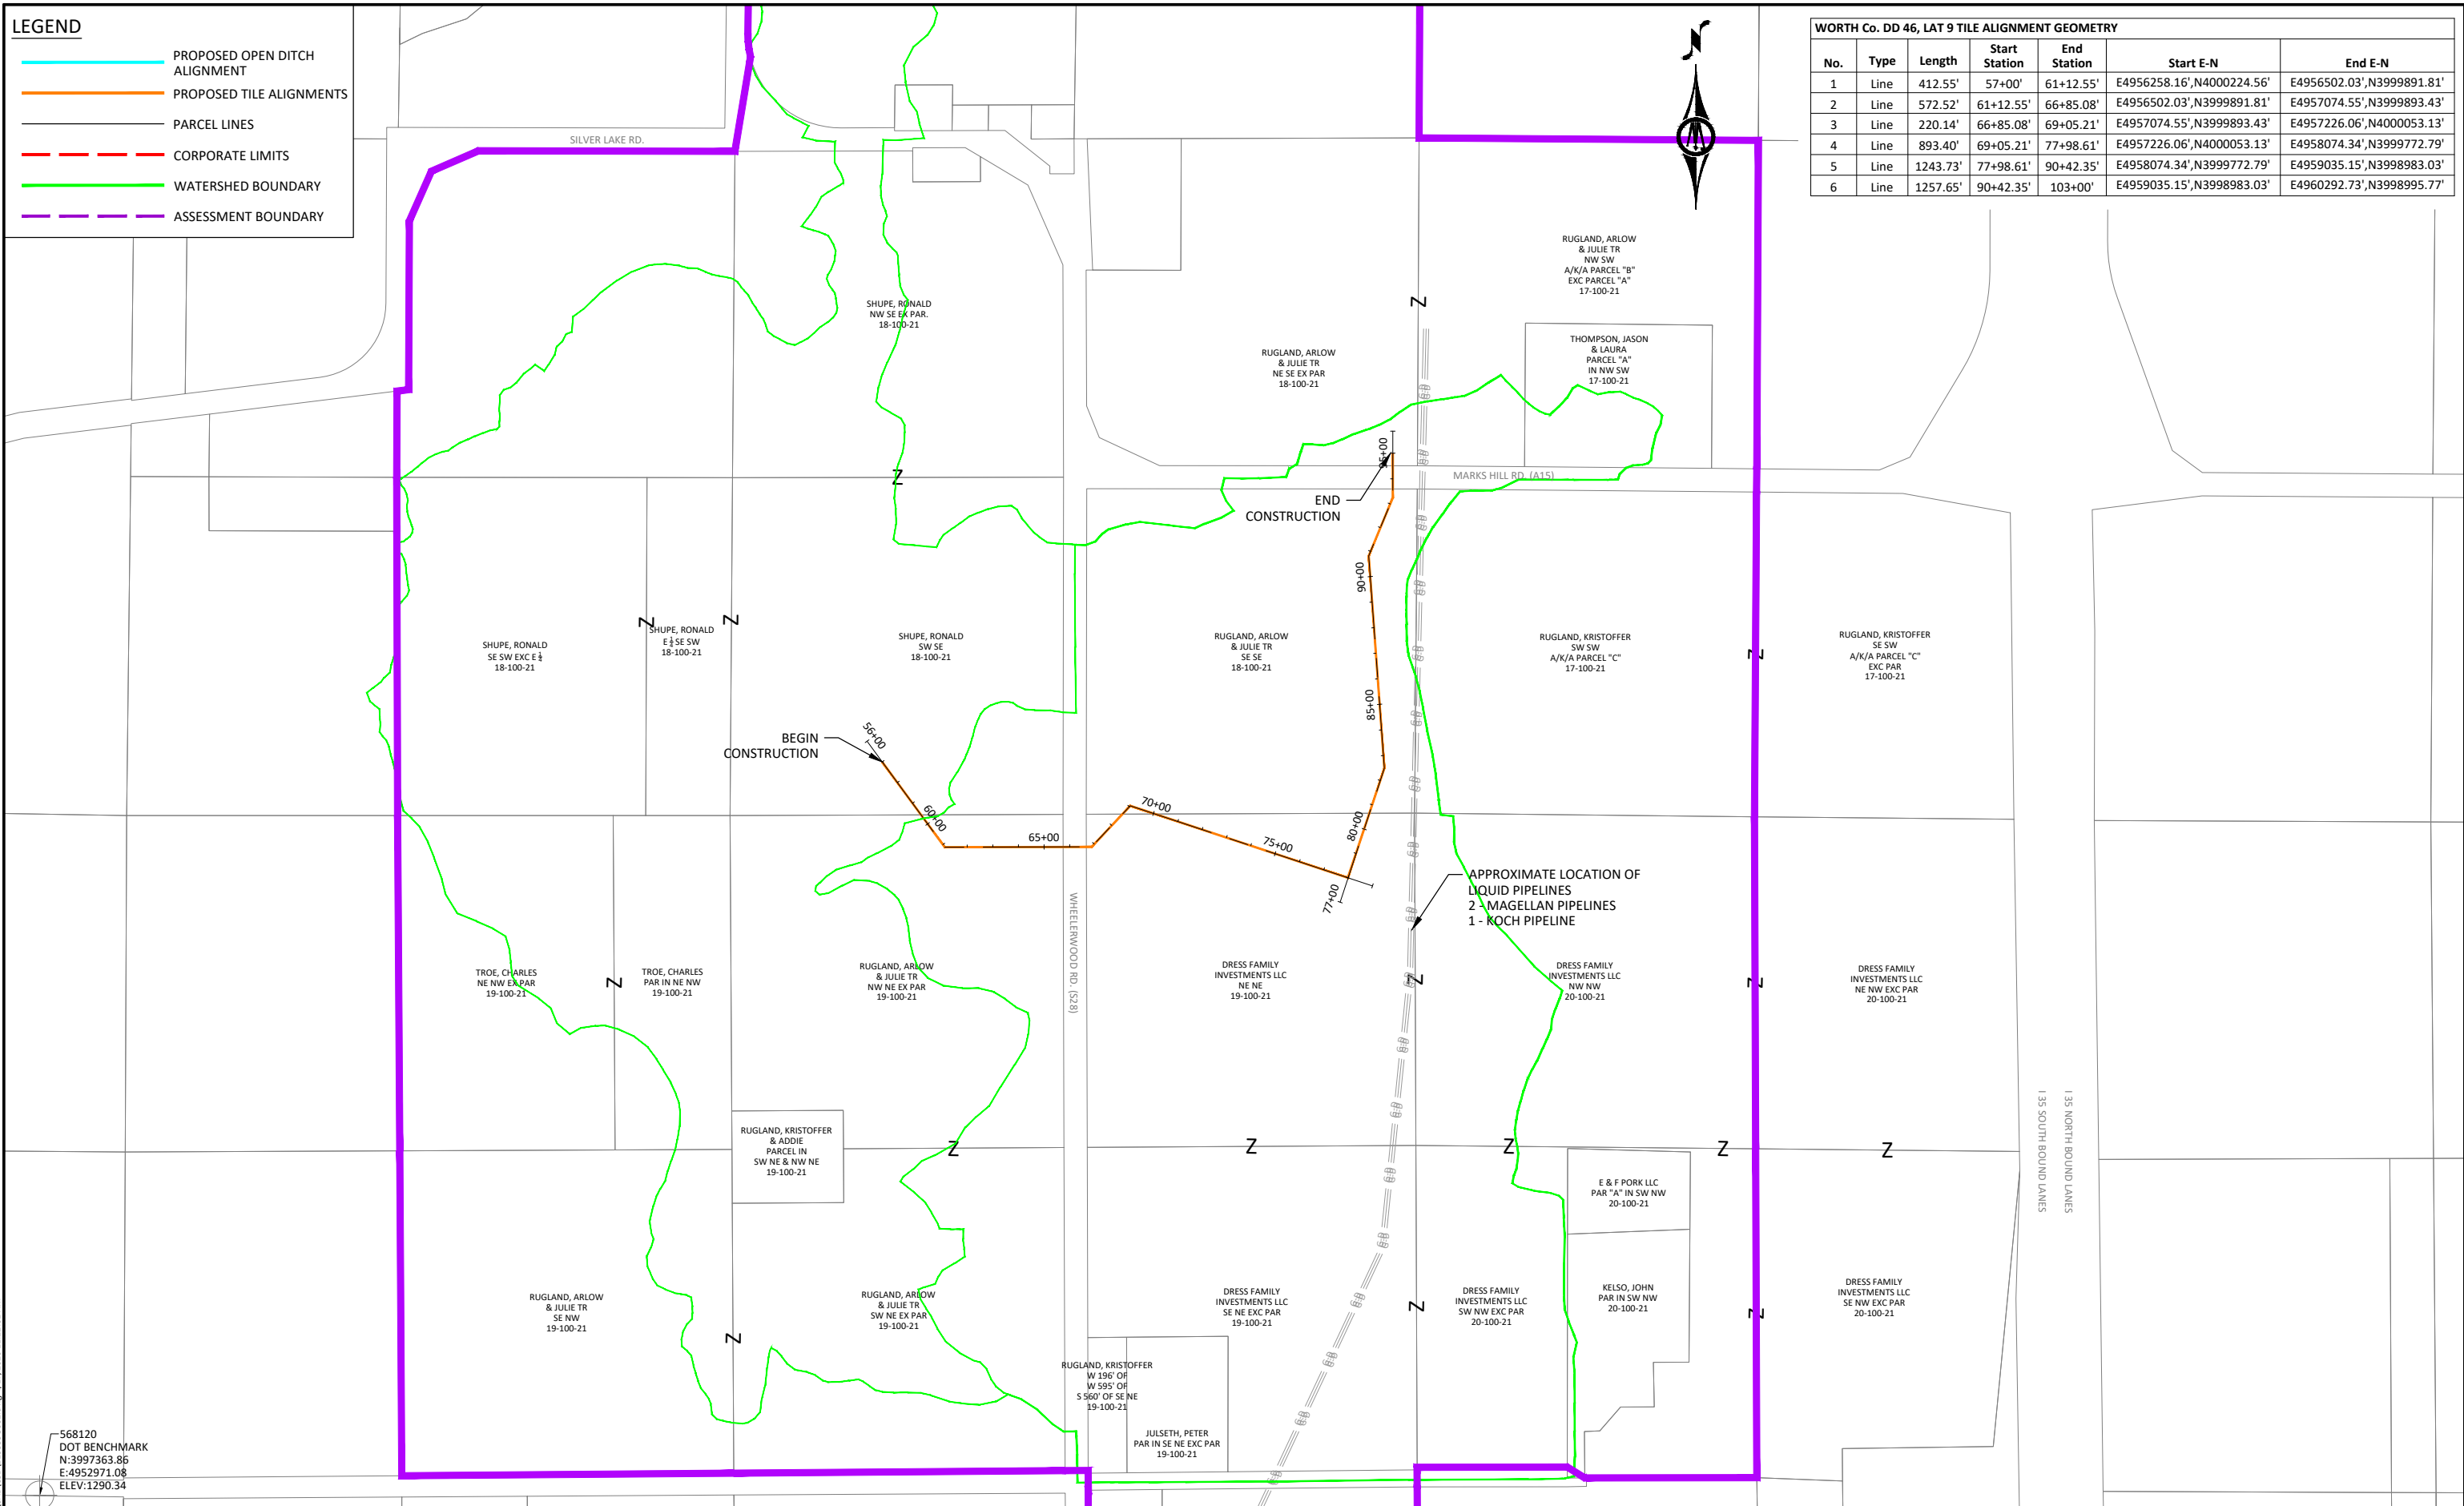 LEGEND
PROPOSED OPEN DITCH
ALIGNMENT
PROPOSED TILE ALIGNMENTS
PARCEL LINES
CORPORATE LIMITS
WATERSHED BOUNDARY
ASSESSMENT BOUNDARY
WORTH Co. DD 46, LAT 9 TILE ALIGNMENT GEOMETRY
No. Type Length Start Station End Station Start E-N End E-N
1 Line 412.55' 57+00' 61+12.55' E4956258.16',N4000224.56' E4956502.03',N3999891.81'
2 Line 572.52' 61+12.55' 66+85.08' E4956502.03',N3999891.81' E4957074.55',N3999893.43'
3 Line 220.14' 66+85.08' 69+05.21' E4957074.55',N3999893.43' E4957226.06',N4000053.13'
4 Line 893.40' 69+05.21' 77+98.61' E4957226.06',N4000053.13' E4958074.34',N3999772.79'
5 Line 1243.73' 77+98.61' 90+42.35' E4958074.34',N3999772.79' E4959035.15',N3998983.03'
6 Line 1257.65' 90+42.35' 103+00' E4959035.15',N3998983.03' E4960292.73',N3998995.77'
N
SILVER LAKE RD.
RUGLAND, ARLOW
& JULIE TR
NW SW
A/K/A PARCEL "B"
EXC PARCEL "A"
17-100-21
SHUPE, RONALD
NW SE EX PAR.
18-100-21
Z
RUGLAND, ARLOW
& JULIE TR
NE SE EX PAR
18-100-21
THOMPSON, JASON
& LAURA
PARCEL "A"
IN NW SW
17-100-21
95+00
Z
MARKS HILL RD. (A15)
END
CONSTRUCTION
90+00
SHUPE, RONALD
SE SW EXC E ½
18-100-21
Z
SHUPE, RONALD
E ½ SE SW
18-100-21
Z
SHUPE, RONALD
SW SE
18-100-21
RUGLAND, ARLOW
& JULIE TR
SE SE
18-100-21
RUGLAND, KRISTOFFER
SW SW
A/K/A PARCEL "C"
17-100-21
Z
RUGLAND, KRISTOFFER
SE SW
A/K/A PARCEL "C"
EXC PAR
17-100-21
85+00
BEGIN
CONSTRUCTION
56+00
60+00
65+00
70+00
75+00
80+00
77+00
APPROXIMATE LOCATION OF
LIQUID PIPELINES
2 - MAGELLAN PIPELINES
1 - KOCH PIPELINE
WHEELERWOOD RD. (S28)
TROE, CHARLES
NE NW EX PAR
19-100-21
Z
TROE, CHARLES
PAR IN NE NW
19-100-21
RUGLAND, ARLOW
& JULIE TR
NW NE EX PAR
19-100-21
DRESS FAMILY
INVESTMENTS LLC
NE NE
19-100-21
Z
DRESS FAMILY
INVESTMENTS LLC
NW NW
20-100-21
Z
DRESS FAMILY
INVESTMENTS LLC
NE NW EXC PAR
20-100-21
I 35 SOUTH BOUND LANES
I 35 NORTH BOUND LANES
RUGLAND, KRISTOFFER
& ADDIE
PARCEL IN
SW NE & NW NE
19-100-21
Z
Z
Z
Z
Z
E & F PORK LLC
PAR "A" IN SW NW
20-100-21
RUGLAND, ARLOW
& JULIE TR
SE NW
19-100-21
Z
RUGLAND, ARLOW
& JULIE TR
SW NE EX PAR
19-100-21
DRESS FAMILY
INVESTMENTS LLC
SE NE EXC PAR
19-100-21
Z
DRESS FAMILY
INVESTMENTS LLC
SW NW EXC PAR
20-100-21
KELSO, JOHN
PAR IN SW NW
20-100-21
Z
DRESS FAMILY
INVESTMENTS LLC
SE NW EXC PAR
20-100-21
RUGLAND, KRISTOFFER
W 196' OF
W 595' OF
S 560' OF SE NE
19-100-21
JULSETH, PETER
PAR IN SE NE EXC PAR
19-100-21
568120
DOT BENCHMARK
N:3997363.86
E:4952971.08
ELEV:1290.34